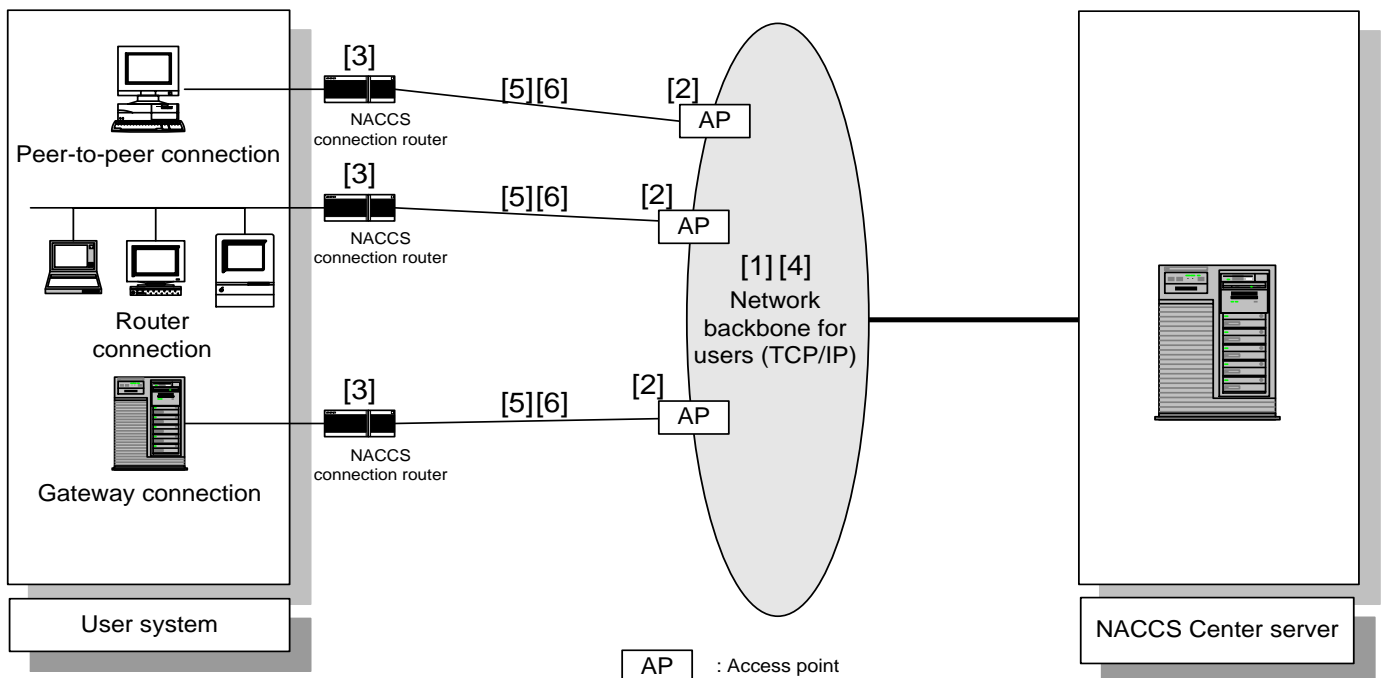 [3]
NACCS
connection router
[5][6]
[2]
AP
Peer-to-peer connection
[3]
NACCS
connection router
[5][6]
[2]
AP
Router
connection
[1] [4]
Network
backbone for
users (TCP/IP)
[3]
NACCS
connection router
[5][6]
[2]
AP
Gateway connection
User system
NACCS Center server
AP : Access point